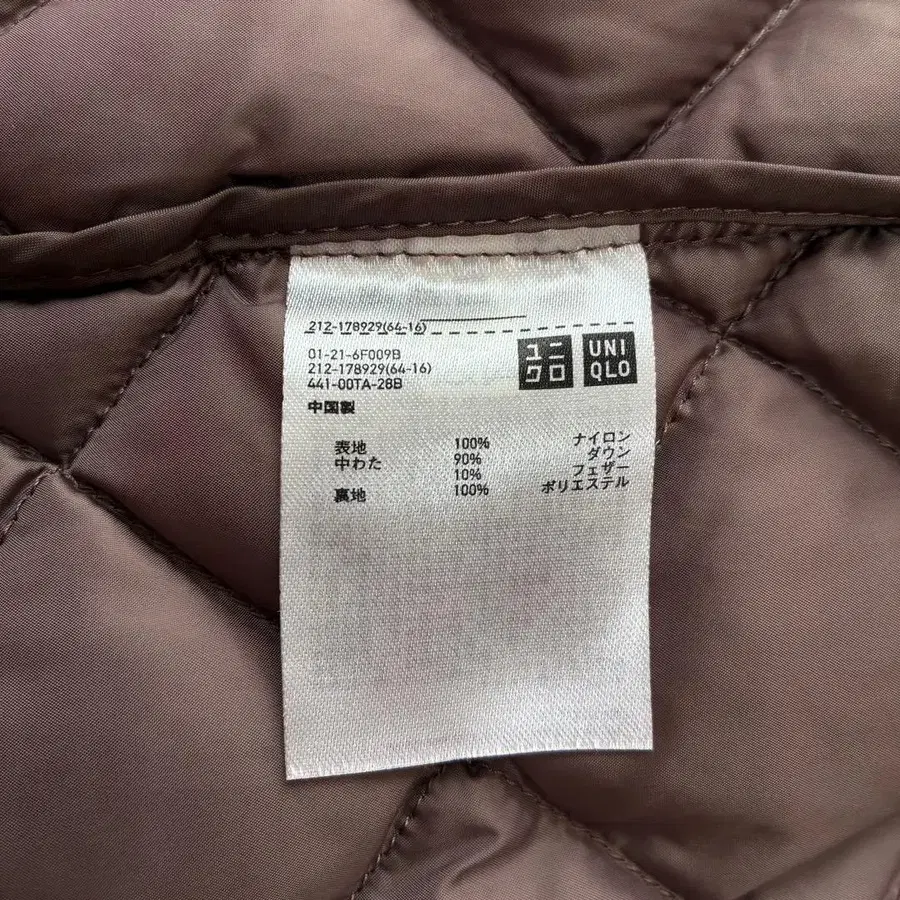 212-178929(64-16)
01-21-6F009B
212-178929(64-16)
441-00TA-28B
ユニクロ
UNIQLO
中国製
表地 100% ナイロン
中わた 90% ダウン
10% フェザー
裏地 100% ポリエステル